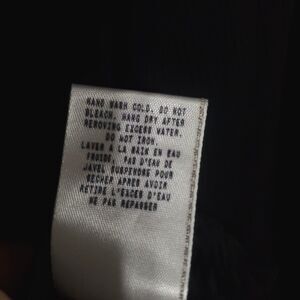 HAND WASH COLD. DO NOT
BLEACH. HANG DRY AFTER
REMOVING EXCESS WATER.
DO NOT IRON.
LAVER A LA MAIN EN EAU
FROIDE. PAS D'EAU DE
JAVEL SUSPENDRE POUR
SECHER APRES AVOIR
RETIRE L'EXCES D'EAU
NE PAS REPASSER